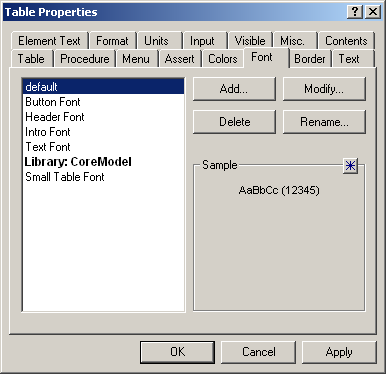 Table Properties
Element Text Format Units Input Visible Misc. Contents
Table Procedure Menu Assert Colors Font Border Text
default
Button Font
Header Font
Intro Font
Text Font
Library: CoreModel
Small Table Font
Add... Modify...
Delete Rename...
Sample
AaBbCc (12345)
OK Cancel Apply